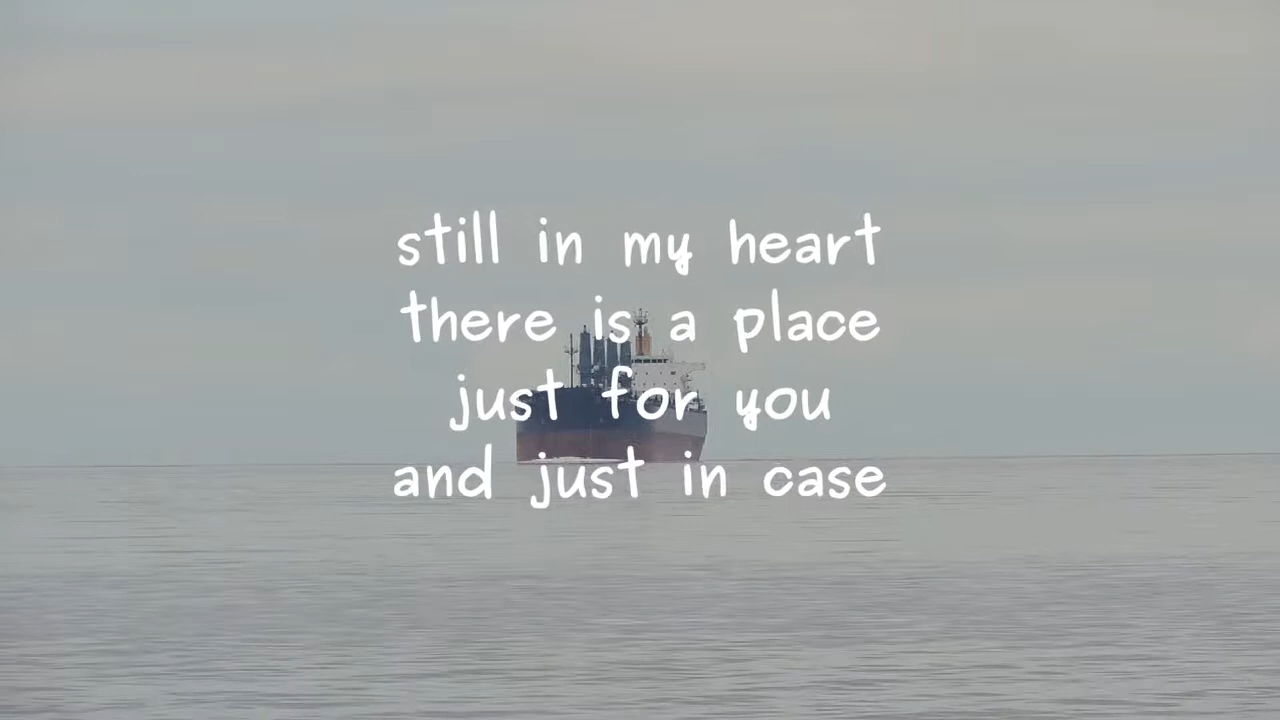 still in my heart
there is a place
just for you
and just in case